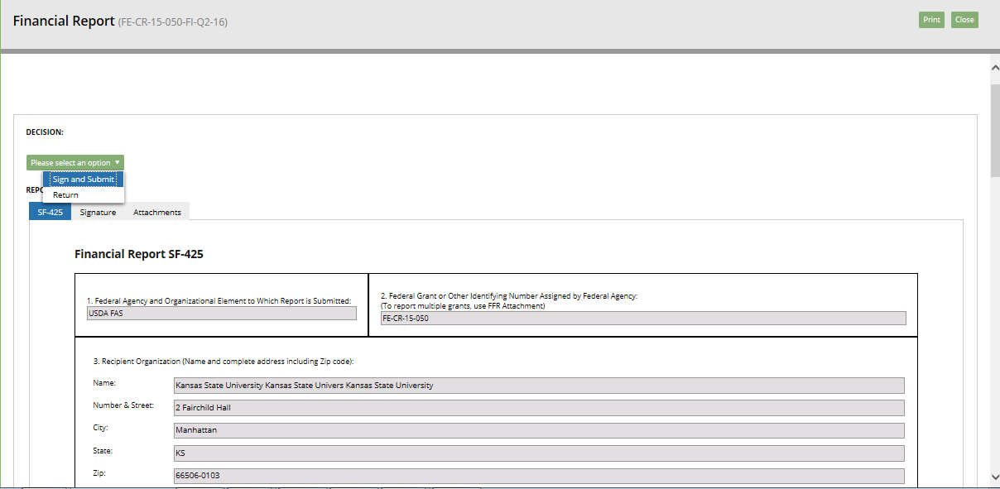 Financial Report (FE-CR-15-050-FI-Q2-16)
Print Close
DECISION:
Please select an option
Sign and Submit
Return
SF-425 Signature Attachments
Financial Report SF-425
1. Federal Agency and Organizational Element to Which Report is Submitted:
USDA FAS
2. Federal Grant or Other Identifying Number Assigned by Federal Agency:
(To report multiple grants, use FFR Attachment)
FE-CR-15-050
3. Recipient Organization (Name and complete address including Zip code):
Name: Kansas State University Kansas State Univers Kansas State University
Number & Street: 2 Fairchild Hall
City: Manhattan
State: KS
Zip: 66506-0103